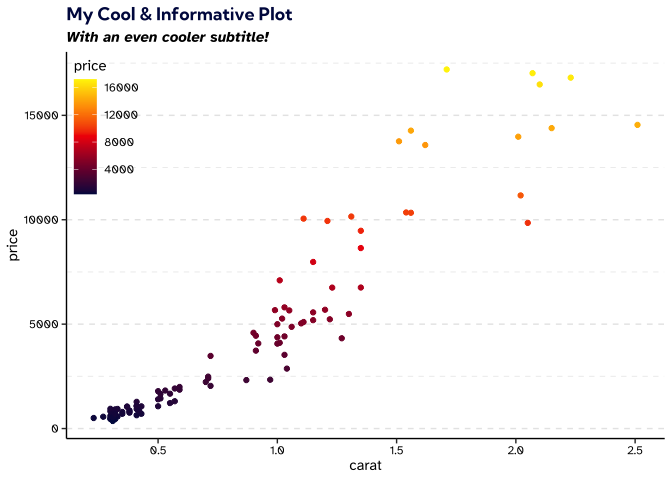 My Cool & Informative Plot
With an even cooler subtitle!
price
16000
12000
8000
4000
15000
10000
5000
0
price
0.5 1.0 1.5 2.0 2.5
carat